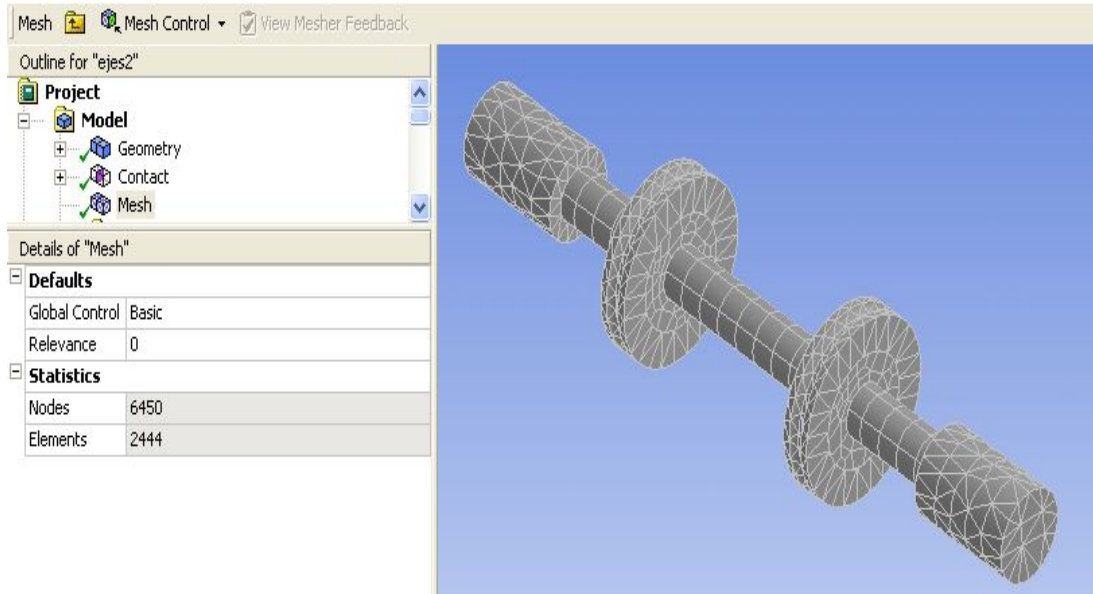 Mesh Mesh Control View Mesher Feedback
Outline for "ejes2"
Project
Model
Geometry
Contact
Mesh
Details of "Mesh"
Defaults
Global Control Basic
Relevance 0
Statistics
Nodes 6450
Elements 2444